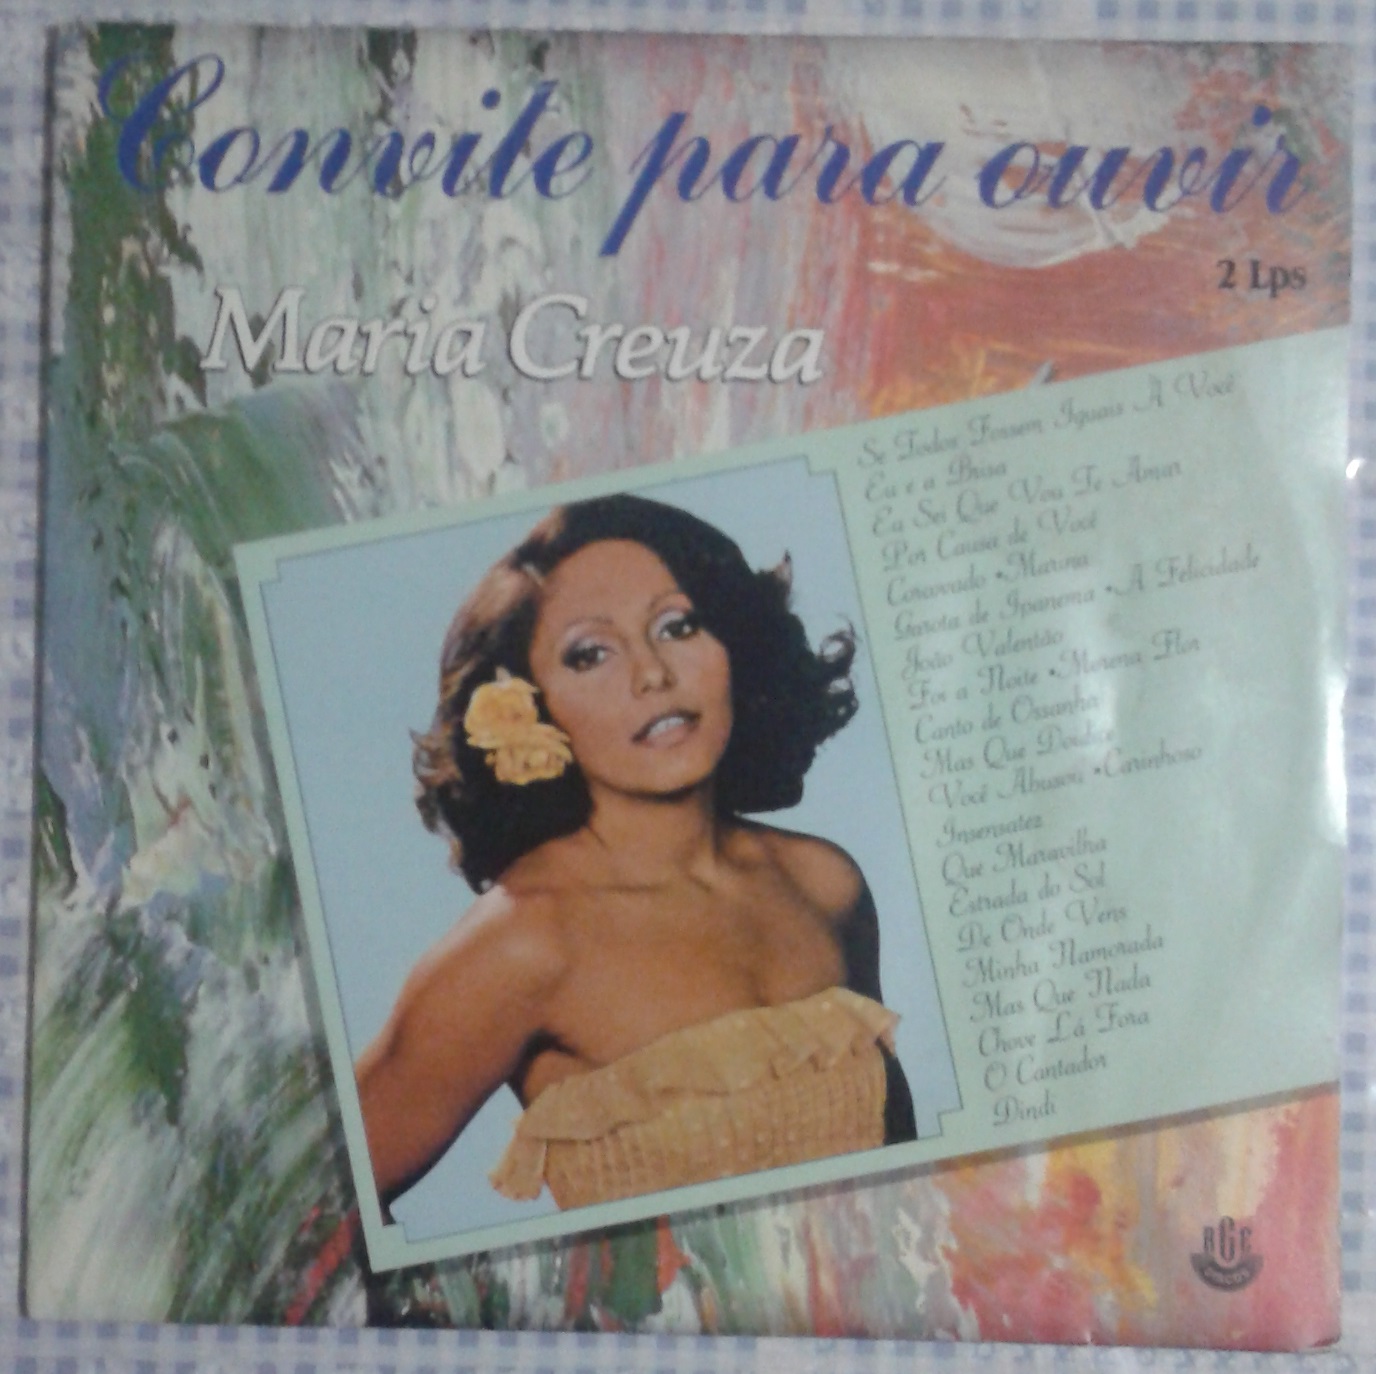 Convite para ouvir
2 Lps
Maria Creuza
Se Todos Fossem Iguais A Você
Eu e a Brisa
Eu Sei Que Vou Te Amar
Por Causa de Você
Corcovado • Marina
Garota de Ipanema • A Felicidade
João Valentão
Foi a Noite • Morena Flor
Canto de Ossanha
Mas Que Doidice
Você Abusou • Carinhoso
Insensatez
Que Maravilha
Estrada do Sol
De Onde Vens
Minha Namorada
Mas Que Nada
Chove Lá Fora
O Cantador
Dindi
RGE
DISCOS